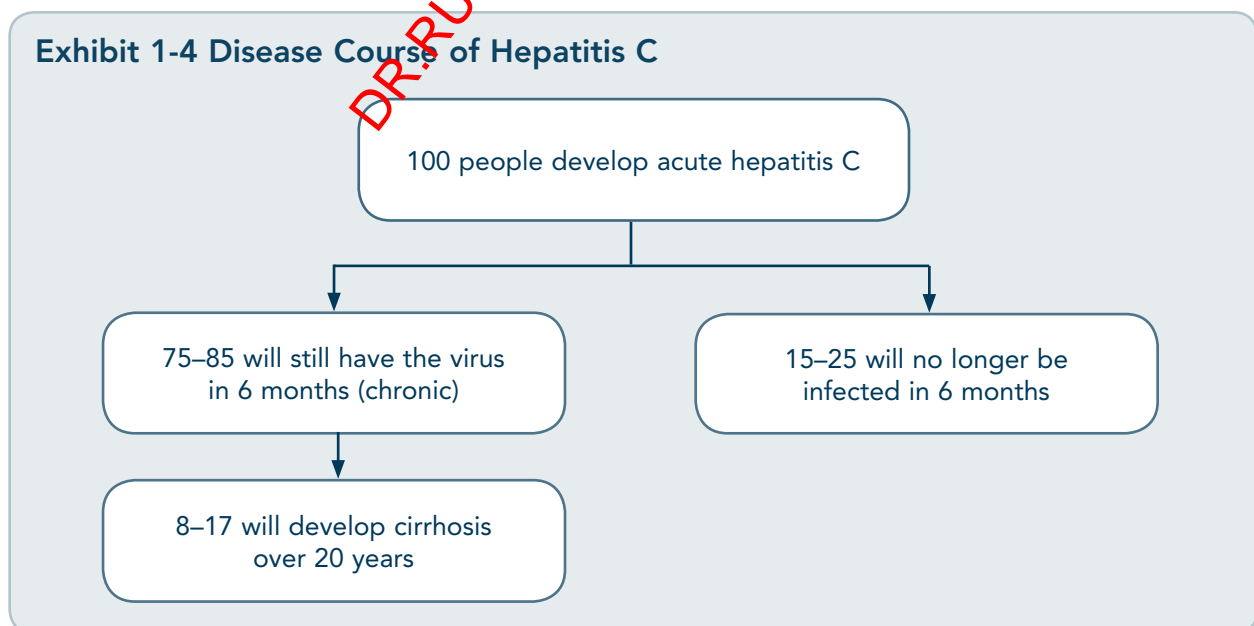 Exhibit 1-4 Disease Course of Hepatitis C
DR.RU
100 people develop acute hepatitis C
75–85 will still have the virus
in 6 months (chronic)
15–25 will no longer be
infected in 6 months
8–17 will develop cirrhosis
over 20 years